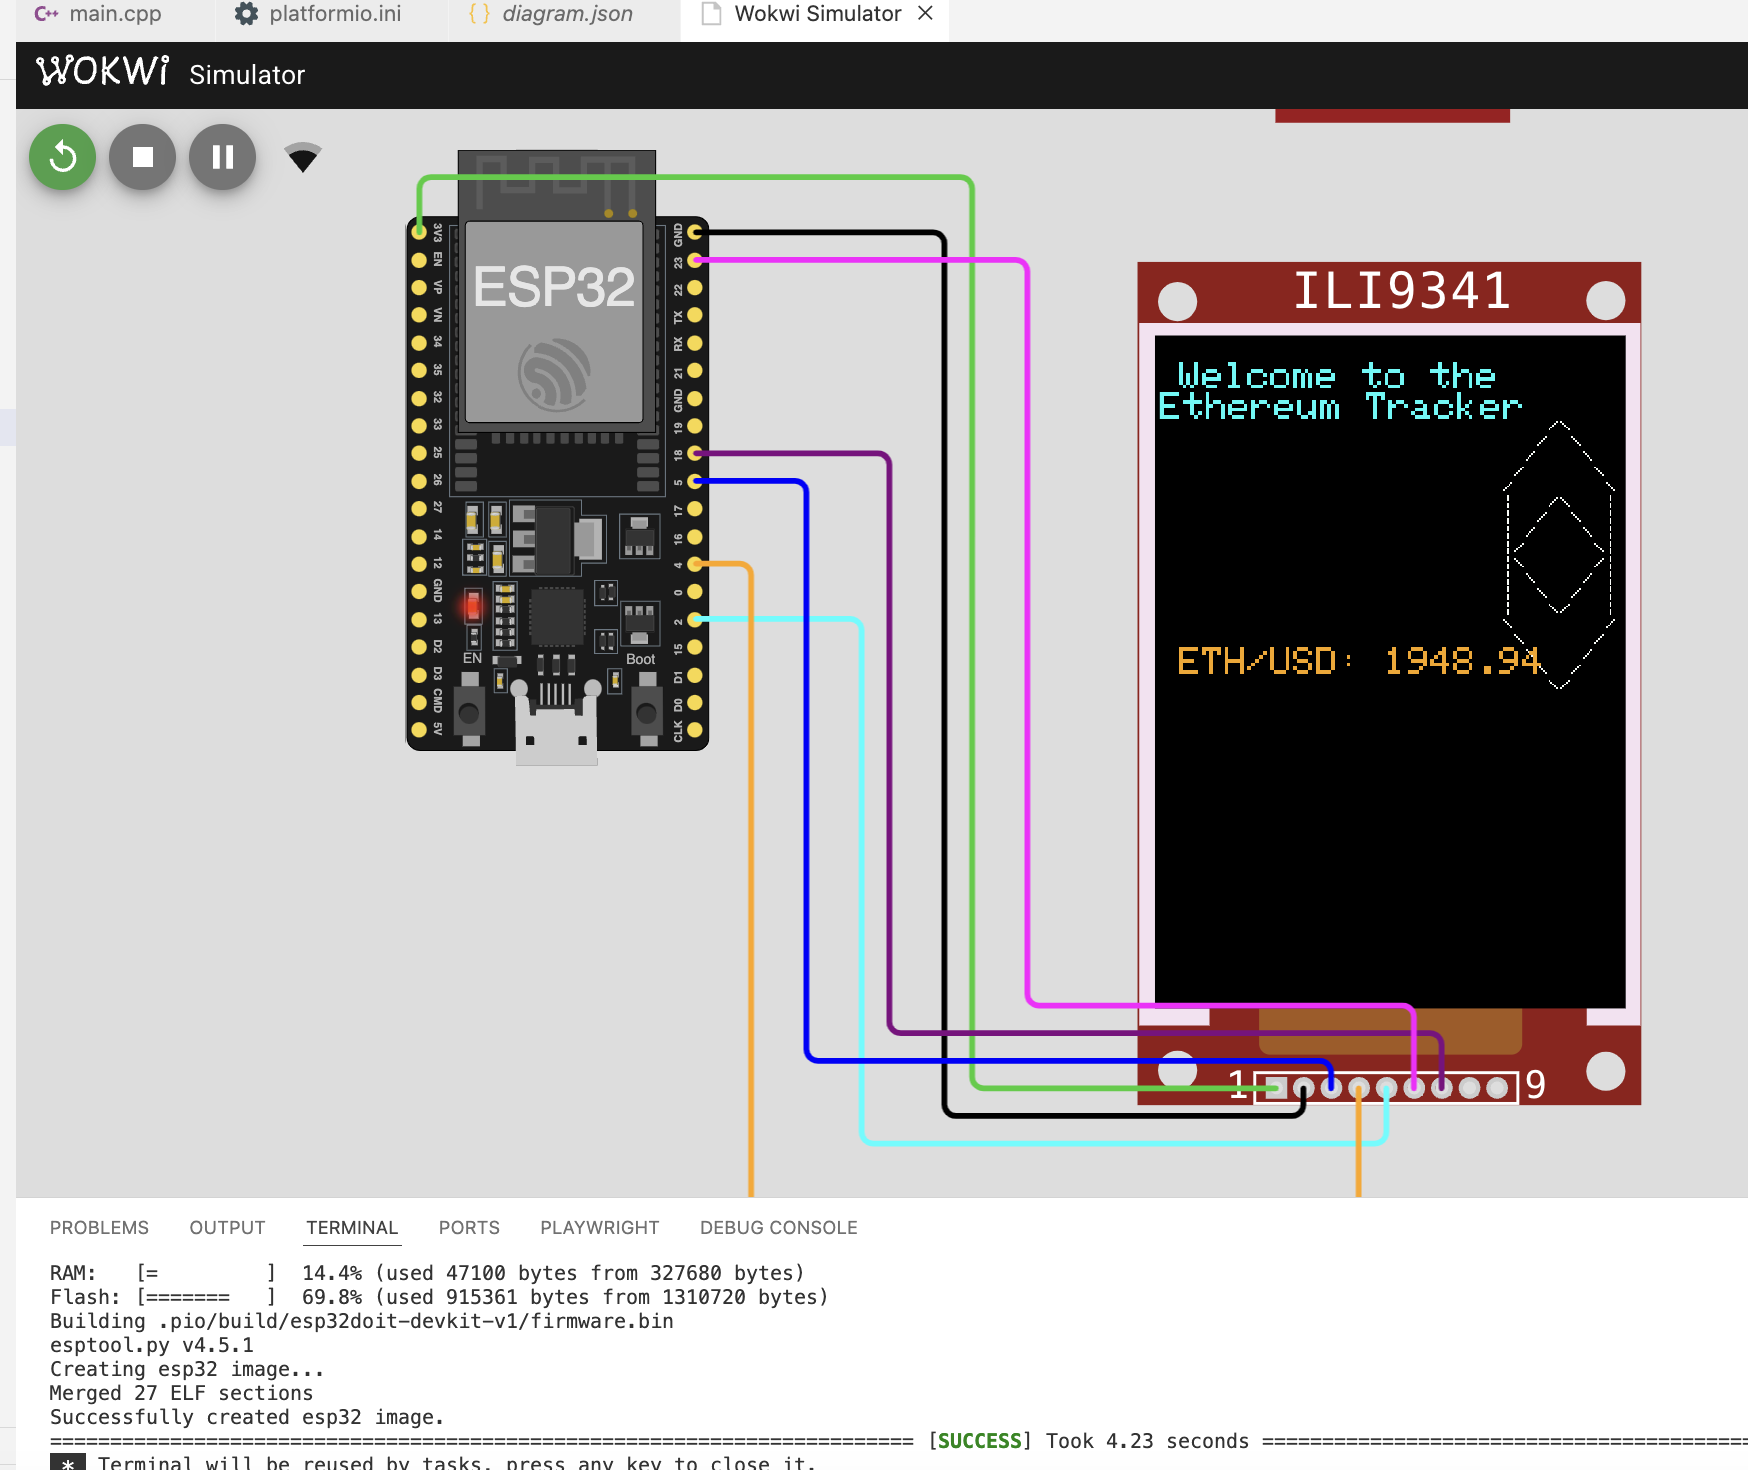 main.cpp platformio.ini diagram.json Wokwi Simulator
WOKWi Simulator
ESP32
3V3
EN
VP
VN
34
35
32
33
25
26
27
14
12
GND
13
D2
D3
CMD
5V
GND
23
22
TX
RX
21
GND
19
18
5
17
16
4
0
2
15
D1
D0
CLK
EN
Boot
ILI9341
Welcome to the
Ethereum Tracker
ETH/USD: 1948.94
1 9
PROBLEMS OUTPUT TERMINAL PORTS PLAYWRIGHT DEBUG CONSOLE
RAM: [= ] 14.4% (used 47100 bytes from 327680 bytes)
Flash: [======= ] 69.8% (used 915361 bytes from 1310720 bytes)
Building .pio/build/esp32doit-devkit-v1/firmware.bin
esptool.py v4.5.1
Creating esp32 image...
Merged 27 ELF sections
Successfully created esp32 image.
======================================================================== [SUCCESS] Took 4.23 seconds =========================================
* Terminal will be reused by tasks, press any key to close it.